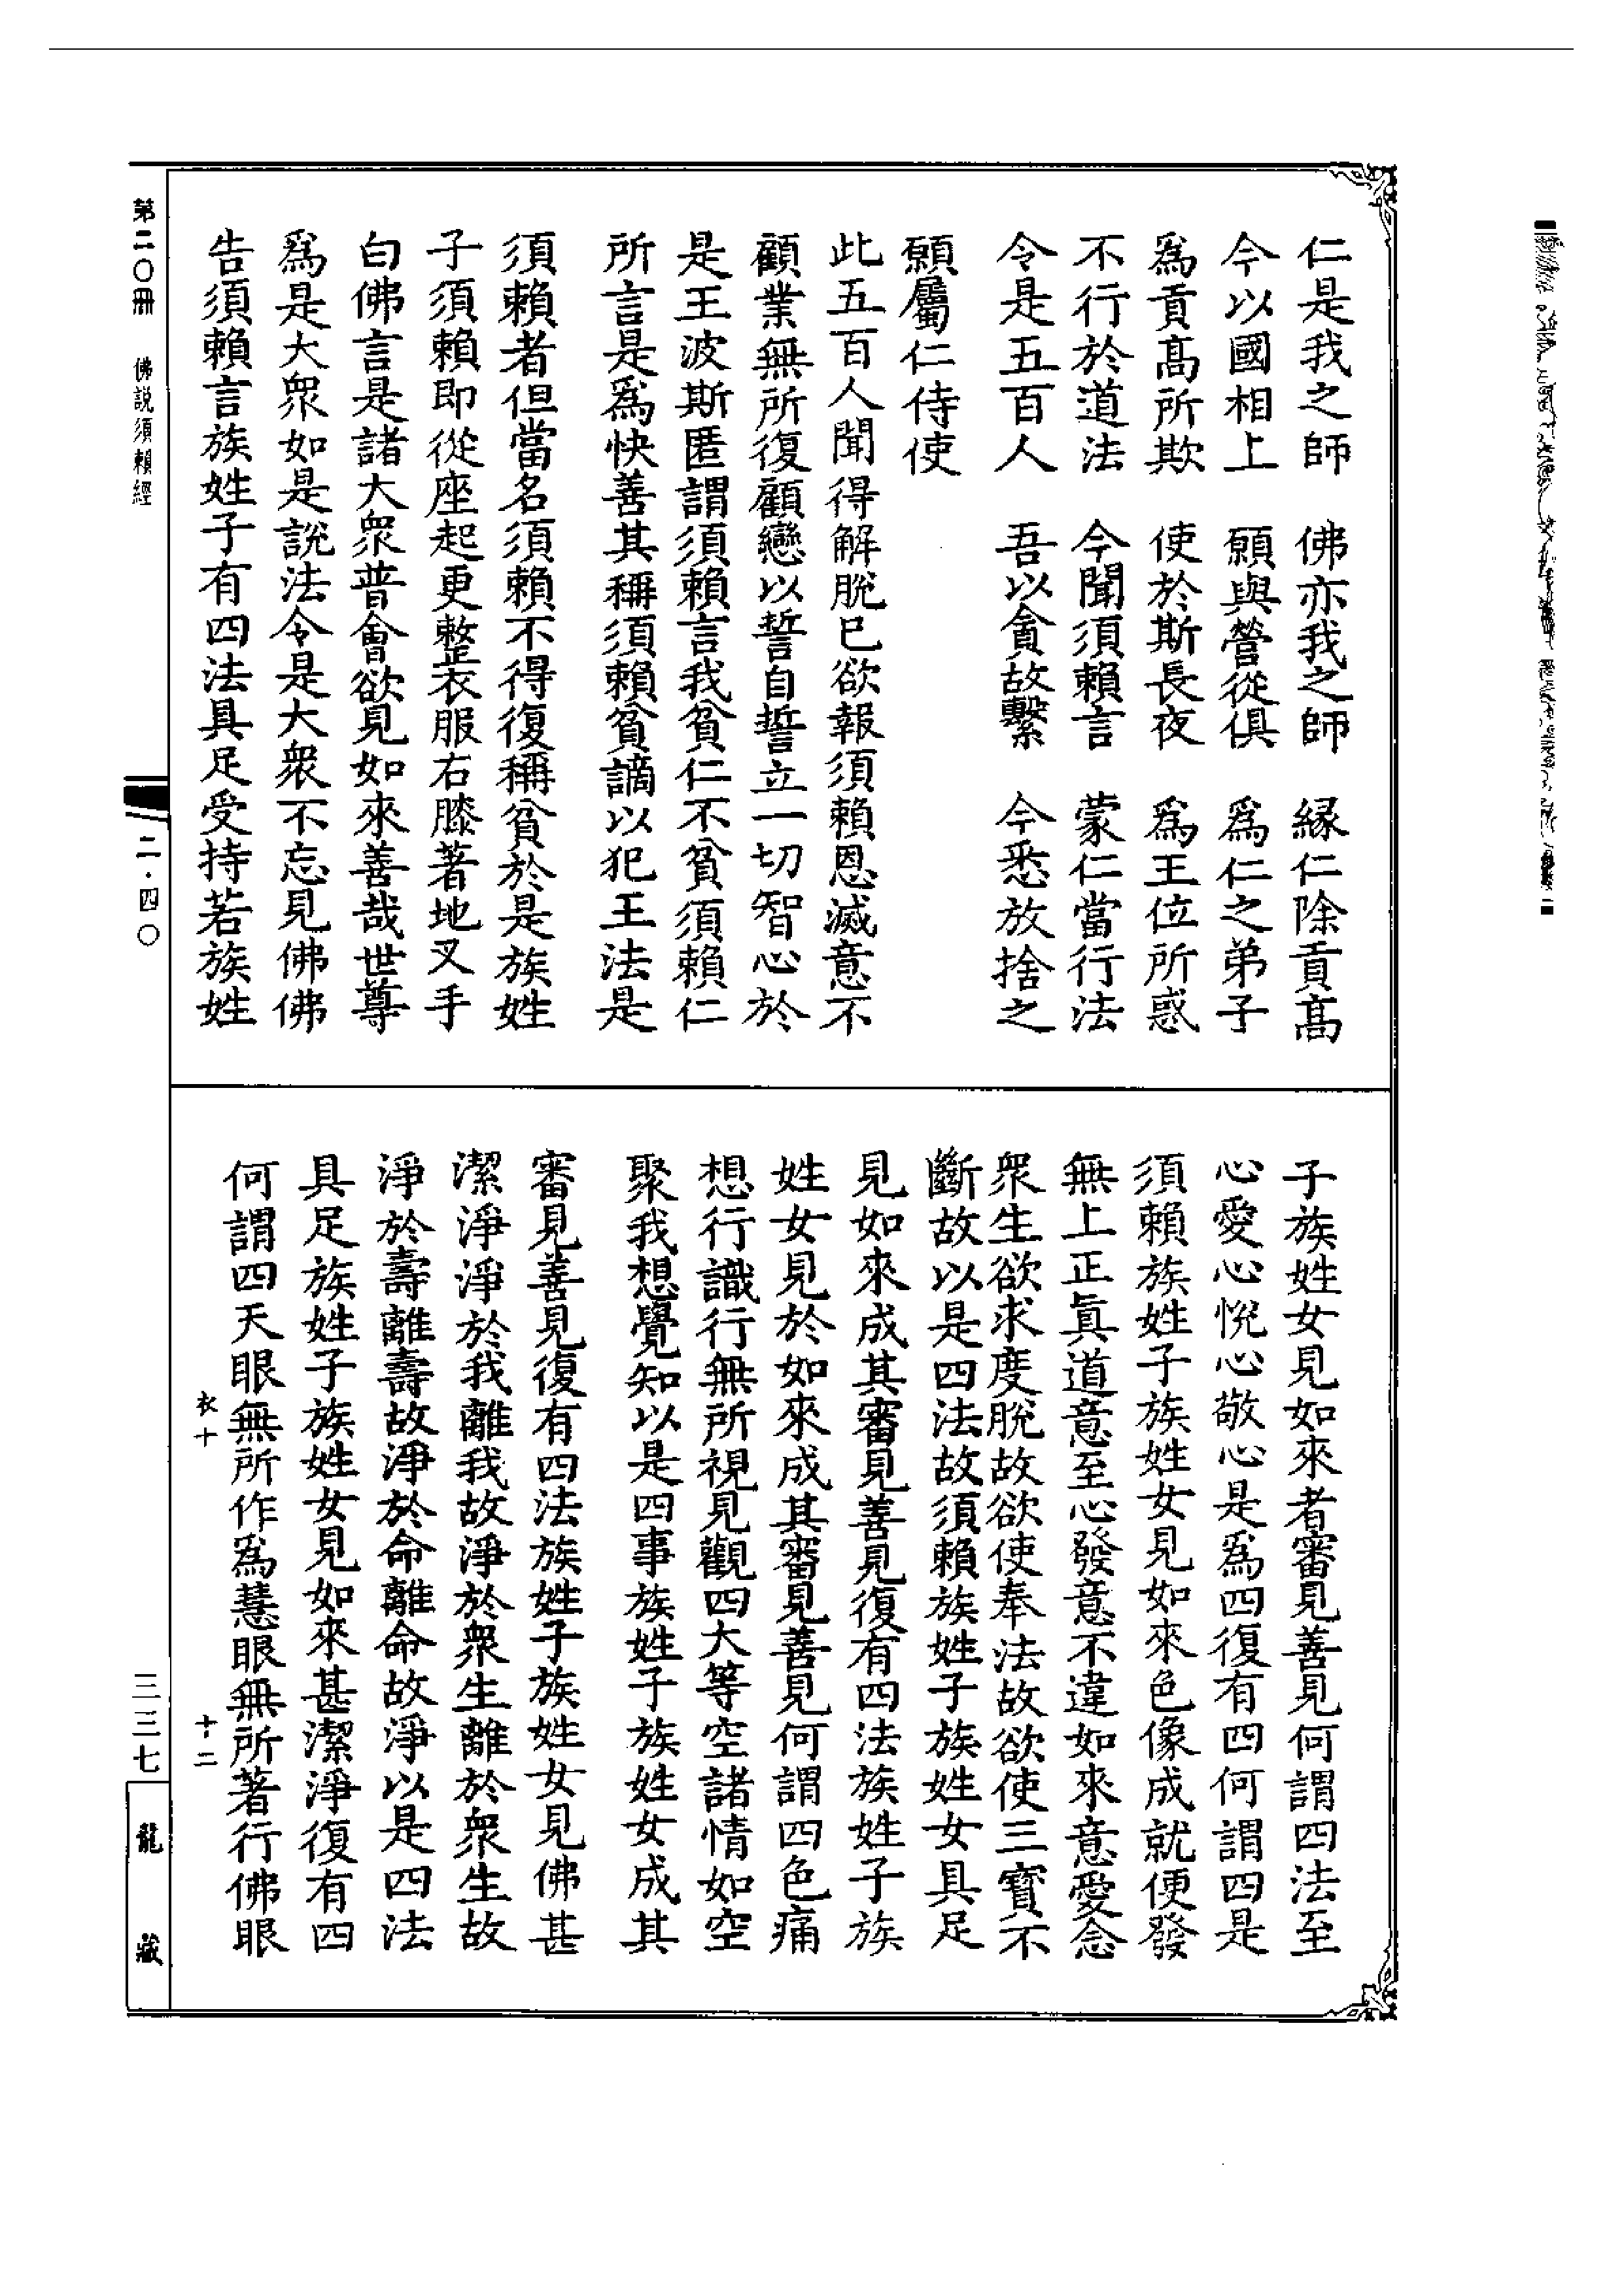 仁是我之師　佛亦我之師　緣仁除貢高
今以國相上　願與營從俱　爲仁之弟子
爲貢高所欺　使於斯長夜　爲王位所惑
不行於道法　今聞須賴言　蒙仁當行法
令是五百人　吾以貪故繫　今悉放捨之
願屬仁侍使
此五百人聞得解脫已欲報須賴恩滅意不
顧業無所復顧戀以誓自誓立一切智心於
是王波斯匿謂須賴言我貧仁不貧須賴仁
所言是爲快善其稱須賴貧謫以犯王法是
須賴者但當名須賴不得復稱貧於是族姓
子須賴即從座起更整衣服右膝著地叉手
白佛言是諸大衆普會欲見如來善哉世尊
爲是大衆如是說法令是大衆不忘見佛佛
告須賴言族姓子有四法具足受持若族姓
子族姓女見如來者審見善見何謂四法至
心愛心悅心敬心是爲四復有四何謂四是
須賴族姓子族姓女見如來色像成就便發
無上正眞道意至心發意不違如來意愛念
衆生欲求度脫故欲使奉法故欲使三寶不
斷故以是四法故須賴族姓子族姓女具足
見如來成其審見善見復有四法族姓子族
姓女見於如來成其審見善見何謂四色痛
想行識行無所視見觀四大等空諸情如空
聚我想覺知以是四事族姓子族姓女成其
審見善見復有四法族姓子族姓女見佛甚
潔淨淨於我離我故淨於衆生離於衆生故
淨於壽離壽故淨於命離命故淨以是四法
具足族姓子族姓女見如來甚潔淨復有四
何謂四天眼無所作爲慧眼無所著行佛眼
衣十　十二
第二〇冊　佛說須賴經
二·四〇
三三七
龍藏